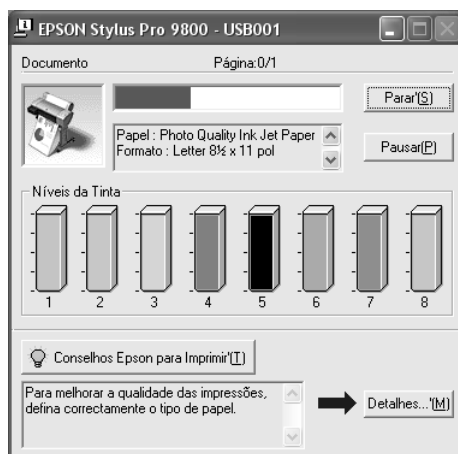 EPSON Stylus Pro 9800 - USB001
Documento Página:0/1
Parar'(S)
Papel : Photo Quality Ink Jet Paper
Formato : Letter 8½ x 11 pol
Pausar(P)
Níveis da Tinta
1 2 3 4 5 6 7 8
Conselhos Epson para Imprimir'(T)
Para melhorar a qualidade das impressões,
defina correctamente o tipo de papel.
Detalhes...'(M)